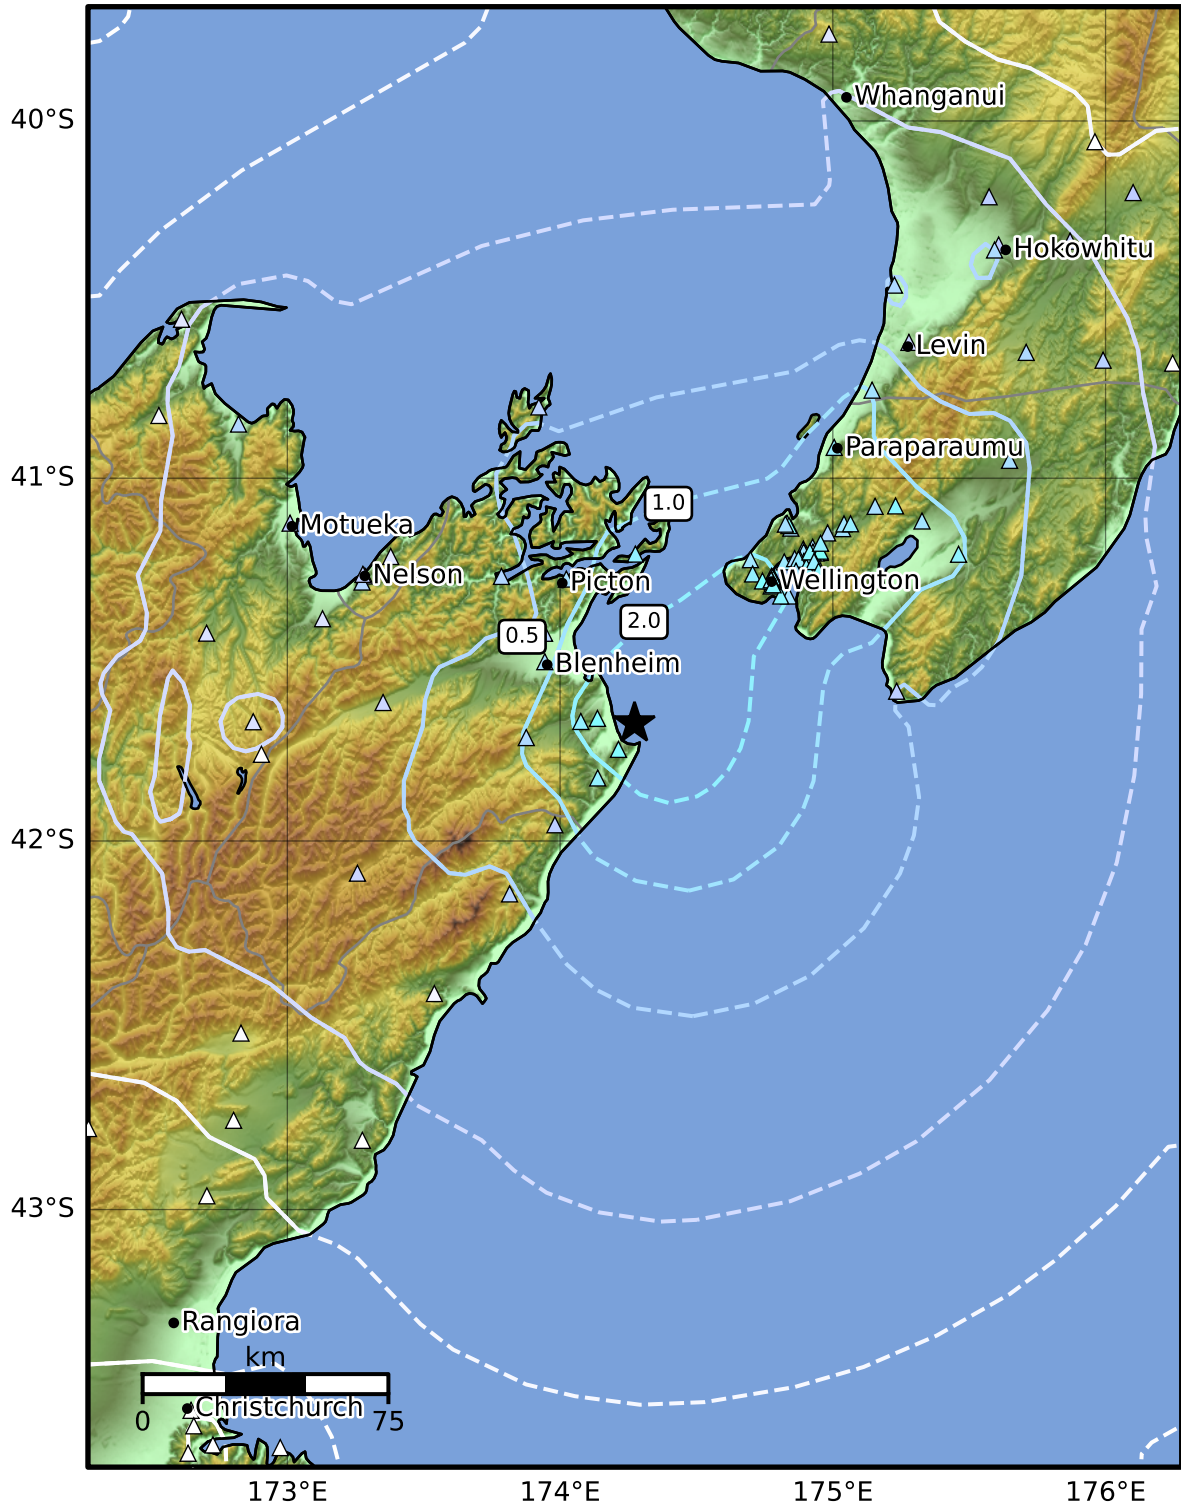 40°S
Whanganui
Hokowhitu
Levin
Paraparaumu
41°S
1.0
Motueka
Nelson
Picton
Wellington
2.0
0.5
Blenheim
42°S
43°S
Rangiora
km
0
75
Christchurch
173°E
174°E
175°E
176°E